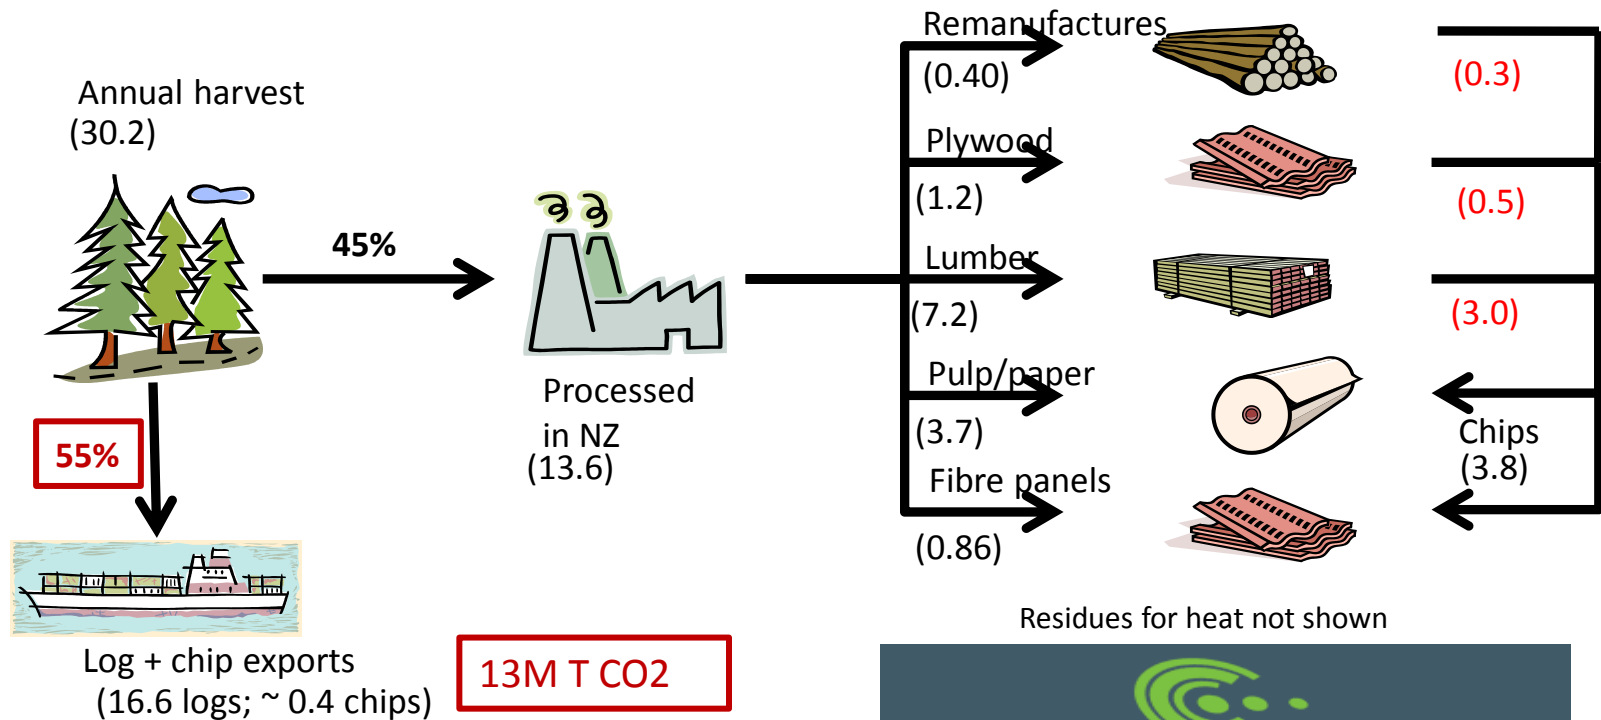 Annual harvest
(30.2)
45%
55%
Log + chip exports
(16.6 logs; ~ 0.4 chips)
13M T CO2
Processed
in NZ
(13.6)
Remanufactures
(0.40)
Plywood
(1.2)
Lumber
(7.2)
Pulp/paper
(3.7)
Fibre panels
(0.86)
(0.3)
(0.5)
(3.0)
Chips
(3.8)
Residues for heat not shown